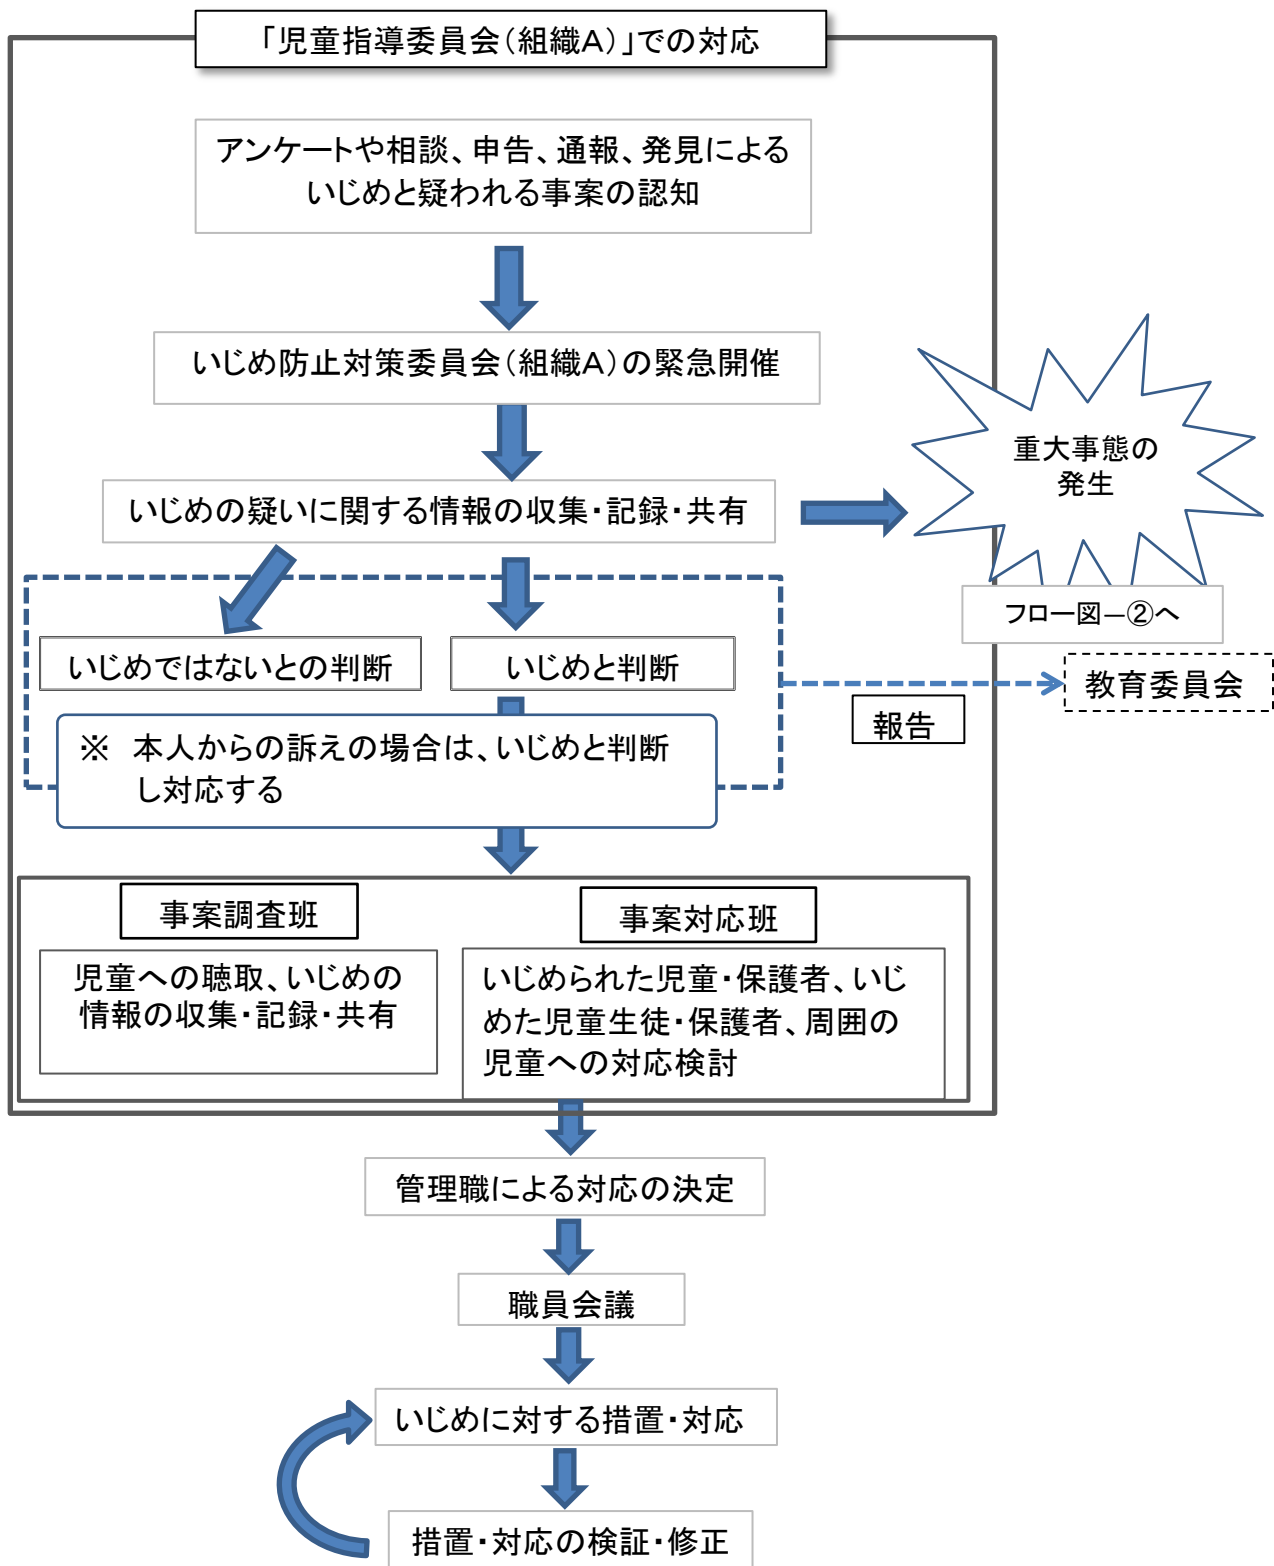 「児童指導委員会（組織Ａ）」での対応
アンケートや相談、申告、通報、発見による
いじめと疑われる事案の認知
いじめ防止対策委員会（組織Ａ）の緊急開催
重大事態の
発生
いじめの疑いに関する情報の収集・記録・共有
フロー図―②へ
いじめではないとの判断
いじめと判断
教育委員会
報告
※　本人からの訴えの場合は、いじめと判断
し対応する
事案調査班
事案対応班
児童への聴取、いじめの
情報の収集・記録・共有
いじめられた児童・保護者、いじ
めた児童生徒・保護者、周囲の
児童への対応検討
管理職による対応の決定
職員会議
いじめに対する措置・対応
措置・対応の検証・修正